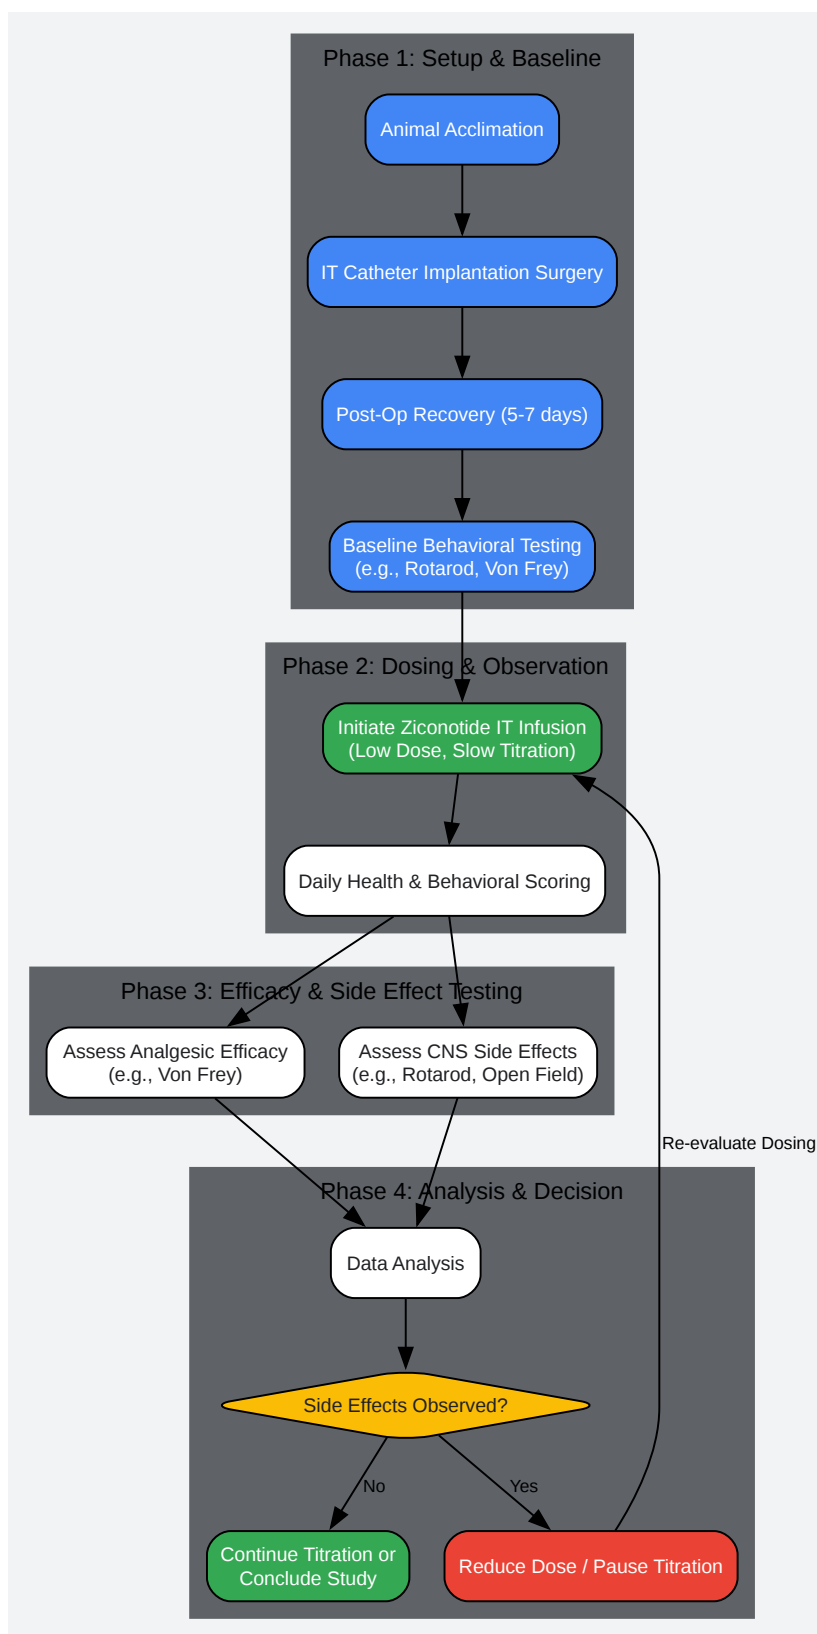 Phase 1: Setup & Baseline
Animal Acclimation
IT Catheter Implantation Surgery
Post-Op Recovery (5-7 days)
Baseline Behavioral Testing
(e.g., Rotarod, Von Frey)
Phase 2: Dosing & Observation
Initiate Ziconotide IT Infusion
(Low Dose, Slow Titration)
Daily Health & Behavioral Scoring
Phase 3: Efficacy & Side Effect Testing
Assess Analgesic Efficacy
(e.g., Von Frey)
Assess CNS Side Effects
(e.g., Rotarod, Open Field)
Re-evaluate Dosing
Phase 4: Analysis & Decision
Data Analysis
Side Effects Observed?
No
Yes
Continue Titration or
Conclude Study
Reduce Dose / Pause Titration